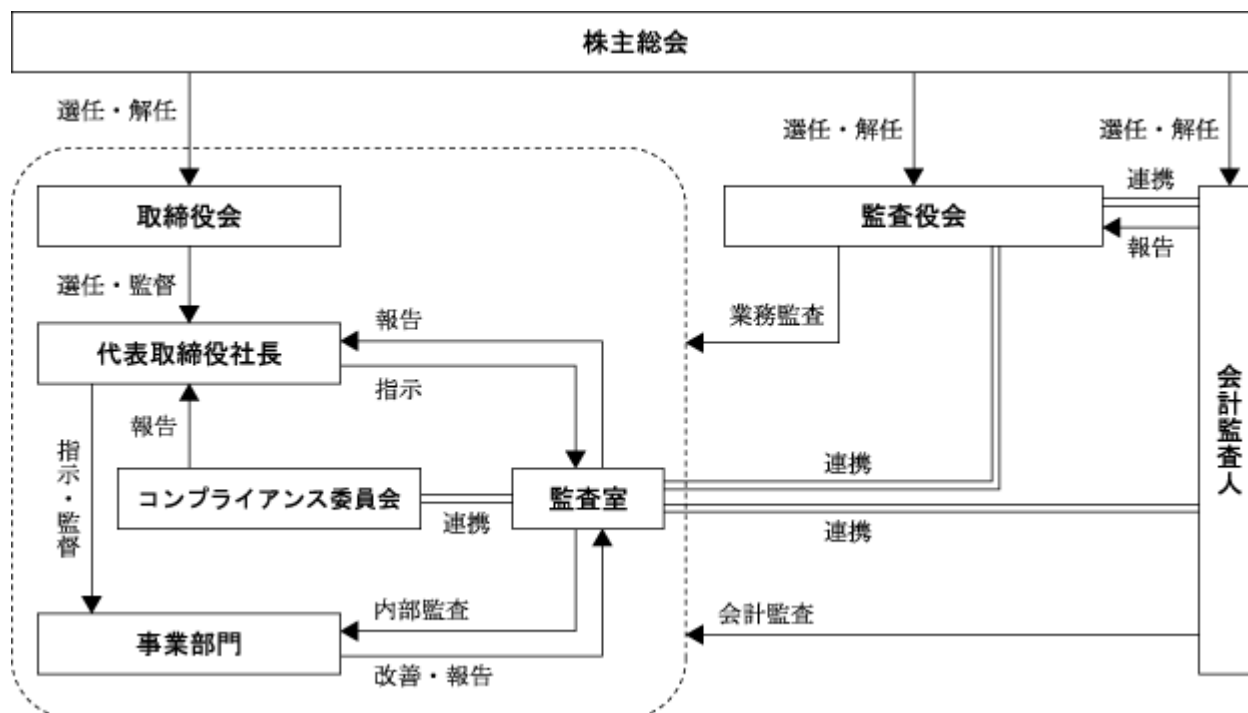 株主総会
選任・解任
選任・解任
選任・解任
取締役会
監査役会
連携
報告
選任・監督
業務監査
代表取締役社長
報告
指示
報告
指示・監督
コンプライアンス委員会
連携
監査室
連携
連携
会計監査人
内部監査
会計監査
事業部門
改善・報告